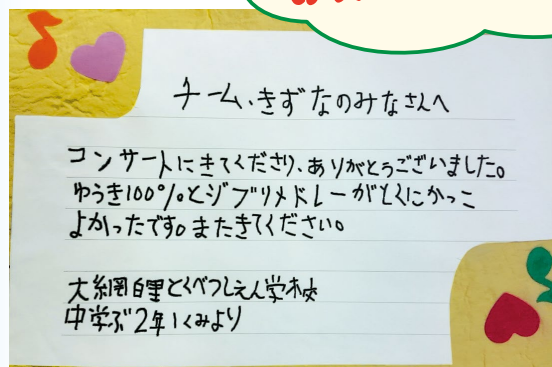 チーム、きずなのみなさんへ
コンサートにきてくださり、ありがとうございました。
ゆうき100%とジブリメドレーがとくにかっこ
よかったです。またきてください。
大網白里とくべつしえん学校
中学ぶ2年1くみより